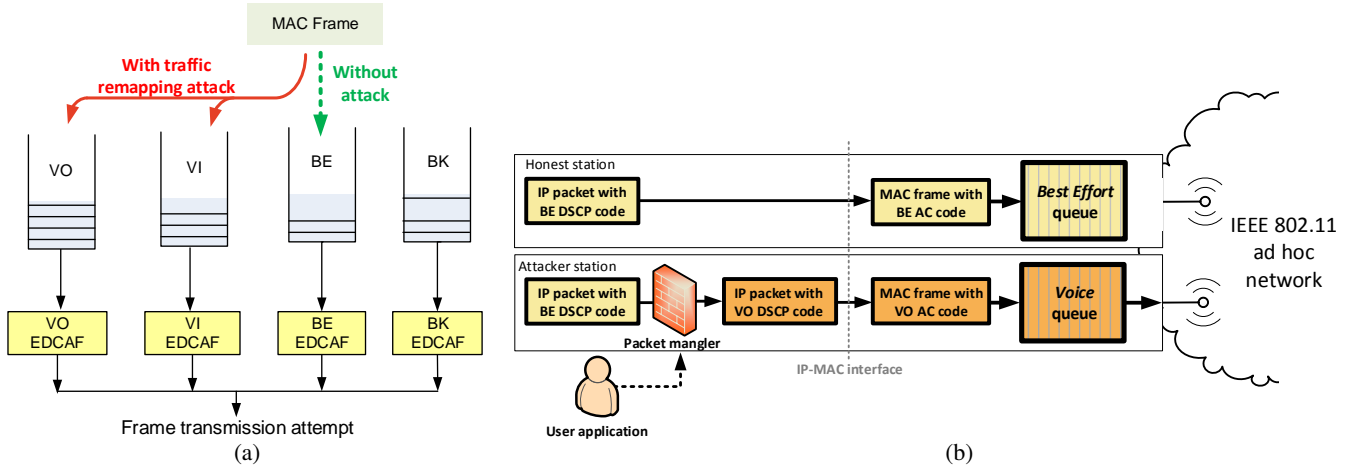 MAC Frame
With traffic
remapping attack
Without
attack
VO
VI
BE
BK
VO
EDCAF
VI
EDCAF
BE
EDCAF
BK
EDCAF
Frame transmission attempt
(a)
Honest station
IP packet with
BE DSCP code
MAC frame with
BE AC code
Best Effort
queue
Attacker station
IP packet with
BE DSCP code
Packet mangler
IP packet with
VO DSCP code
MAC frame with
VO AC code
Voice
queue
IEEE 802.11
ad hoc
network
IP-MAC interface
User application
(b)